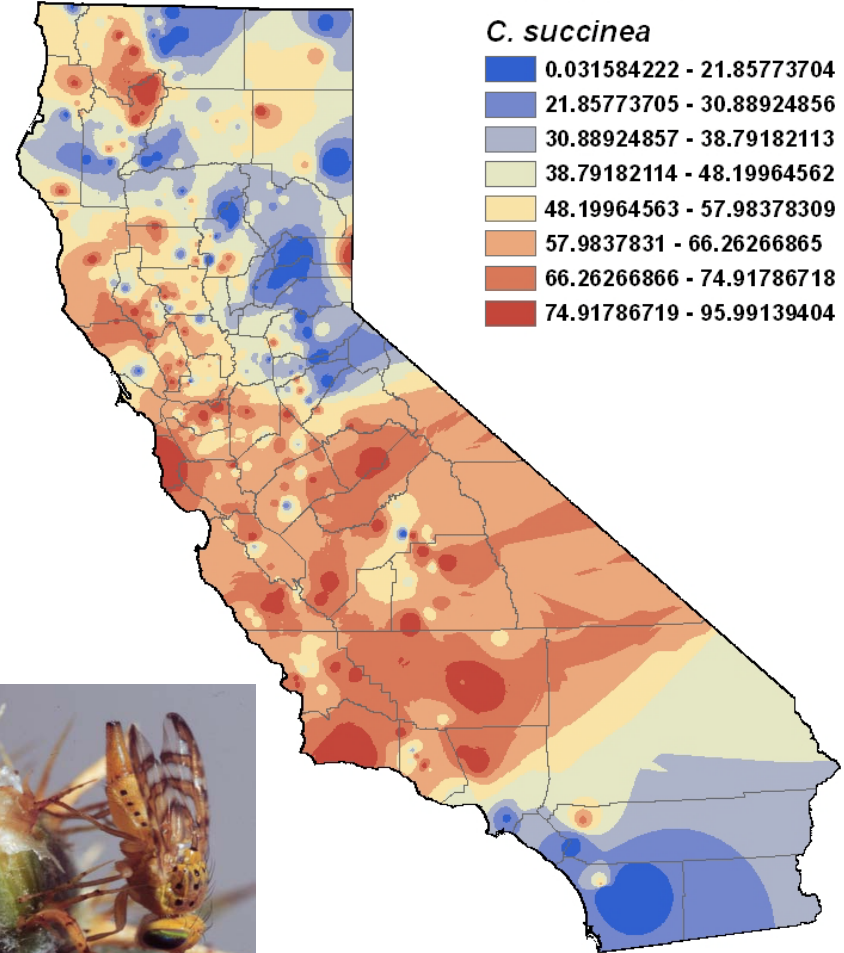 C. succinea
0.031584222 - 21.85773704
21.85773705 - 30.88924856
30.88924857 - 38.79182113
38.79182114 - 48.19964562
48.19964563 - 57.98378309
57.9837831 - 66.26266865
66.26266866 - 74.91786718
74.91786719 - 95.99139404